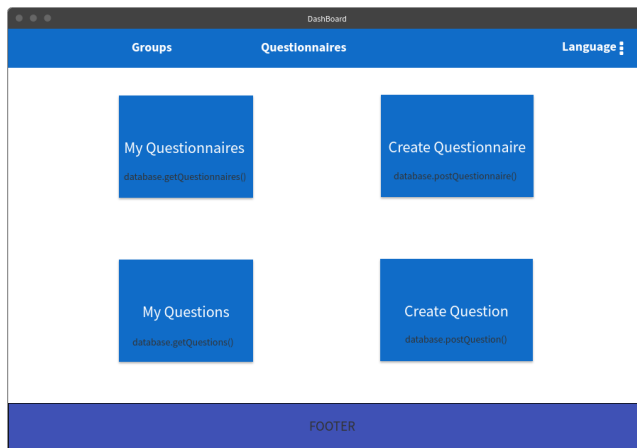 DashBoard
Groups Questionnaires Language
My Questionnaires
database.getQuestionnaires()
Create Questionnaire
database.postQuestionnaire()
My Questions
database.getQuestions()
Create Question
database.postQuestion()
FOOTER